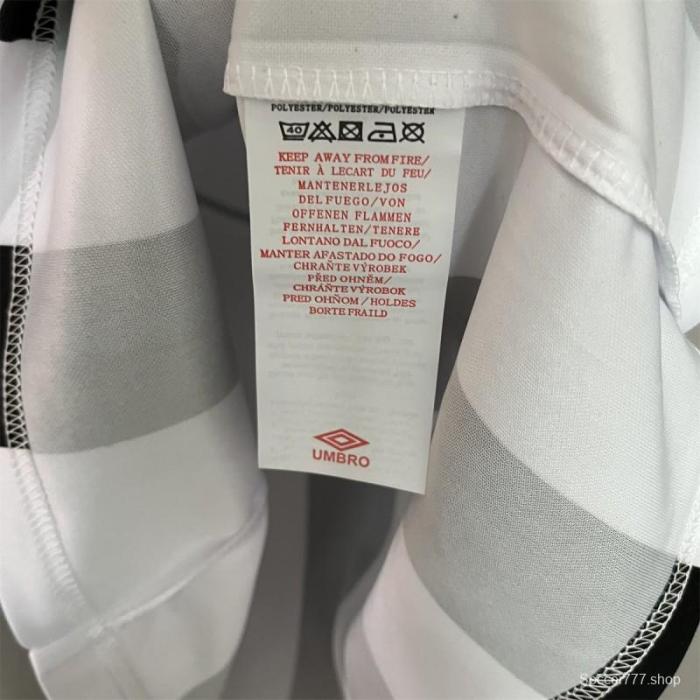 POLYESTER/POLYESTER/POLYESTER
40
KEEP AWAY FROM FIRE/
TENIR À LECART DU FEU/
MANTENERLEJOS
DEL FUEGO/VON
OFFENEN FLAMMEN
FERNHALTEN/TENERE
LONTANO DAL FUOCO/
MANTER AFASTADO DO FOGO/
CHRAŇTE VÝROBEK
PŘED OHNĚM/
CHRÁŇTE VÝROBOK
PRED OHŇOM/HOLDES
BORTE FRAILD
UMBRO
Soccer777.shop